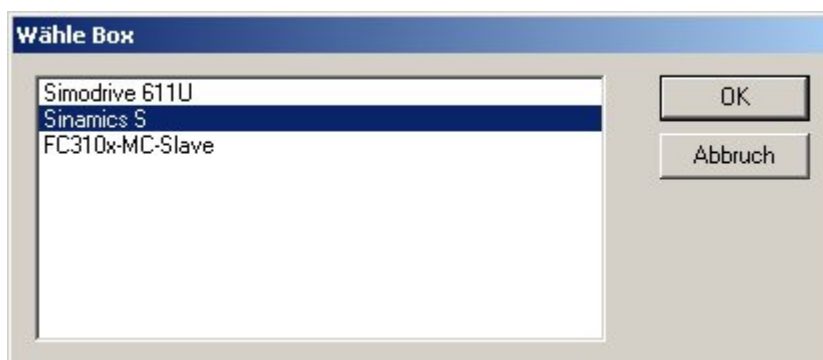 Wähle Box
Simodrive 611U
Sinamics S
FC310x-MC-Slave
OK
Abbruch